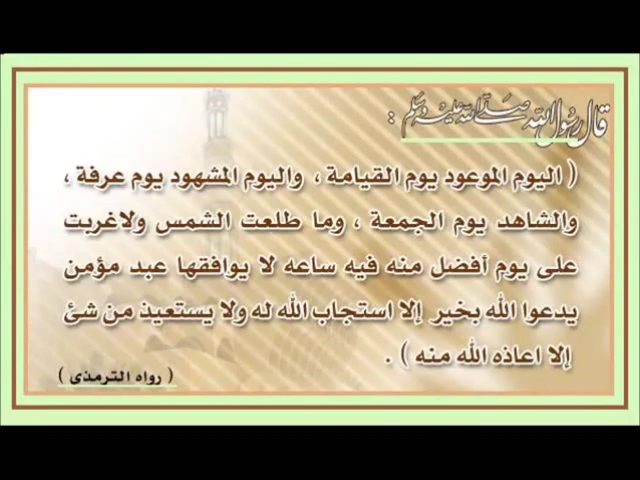 قال رسول الله صلى الله عليه وسلم :
( اليوم الموعود يوم القيامة ، واليوم المشهود يوم عرفة ،
والشاهد يوم الجمعة ، وما طلعت الشمس ولاغربت
على يوم أفضل منه فيه ساعه لا يوافقها عبد مؤمن
يدعوا الله بخير إلا استجاب الله له ولا يستعيذ من شئ
إلا اعاذه الله منه ) .
( رواه الترمذى )